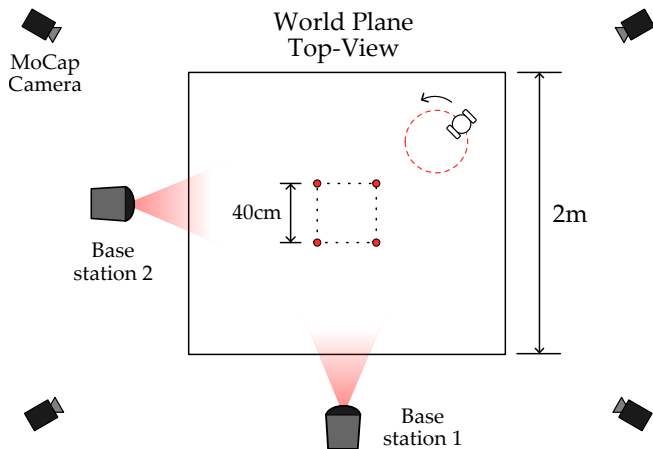 World Plane
Top-View
MoCap
Camera
40cm
2m
Base
station 2
Base
station 1